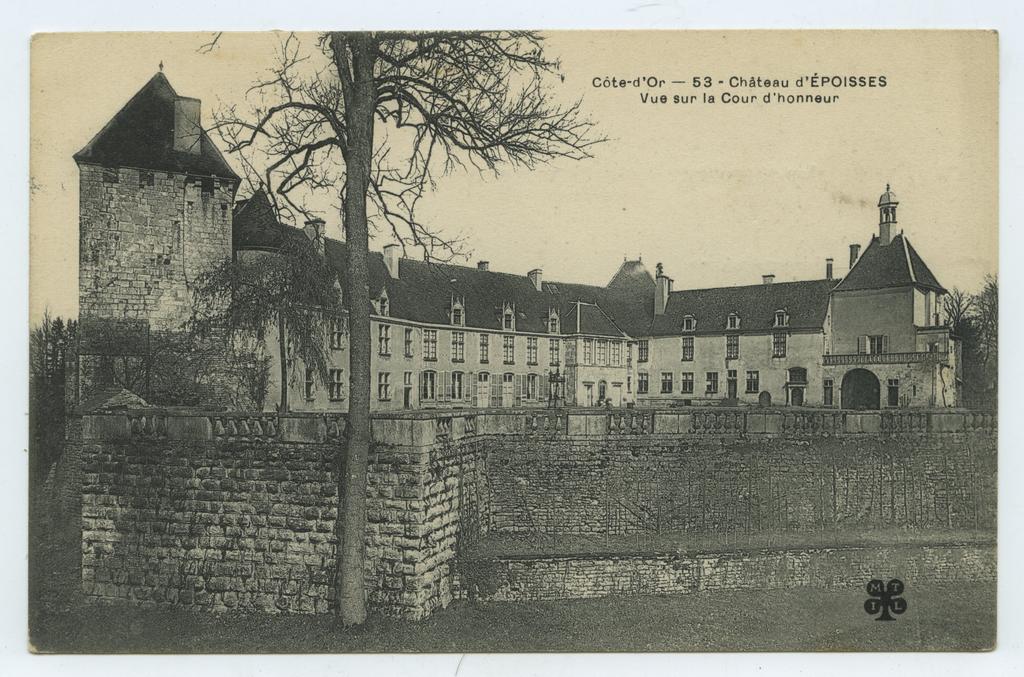 Côte-d'Or — 53 - Château d'ÉPOISSES
Vue sur la Cour d'honneur
MTIL